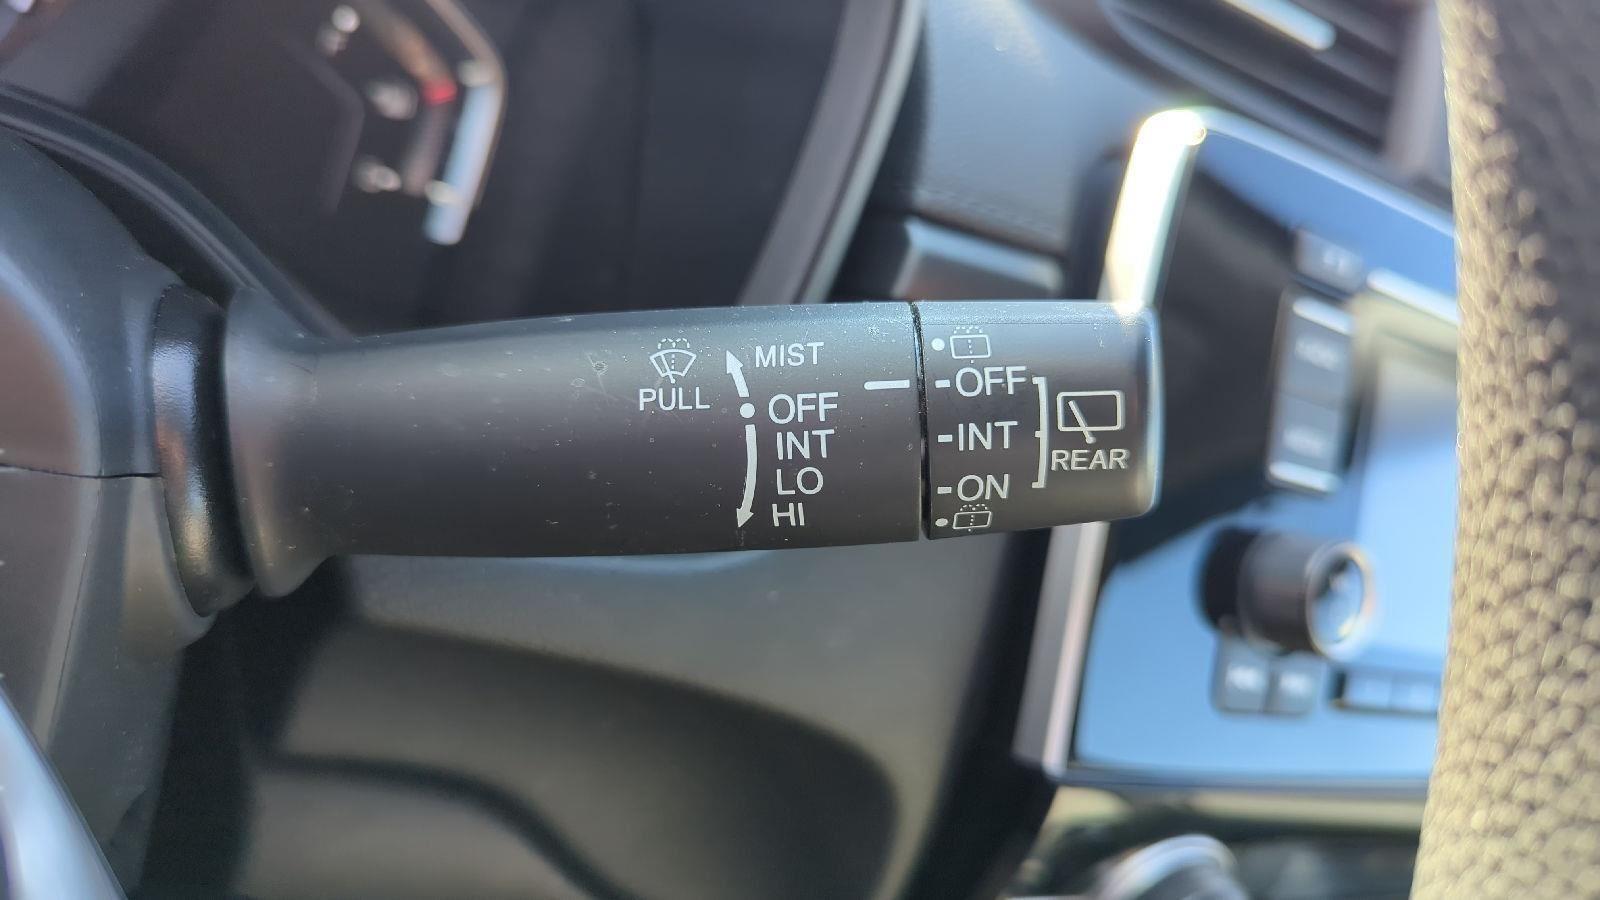 PULL
MIST
OFF
INT
LO
HI
OFF
INT
ON
REAR